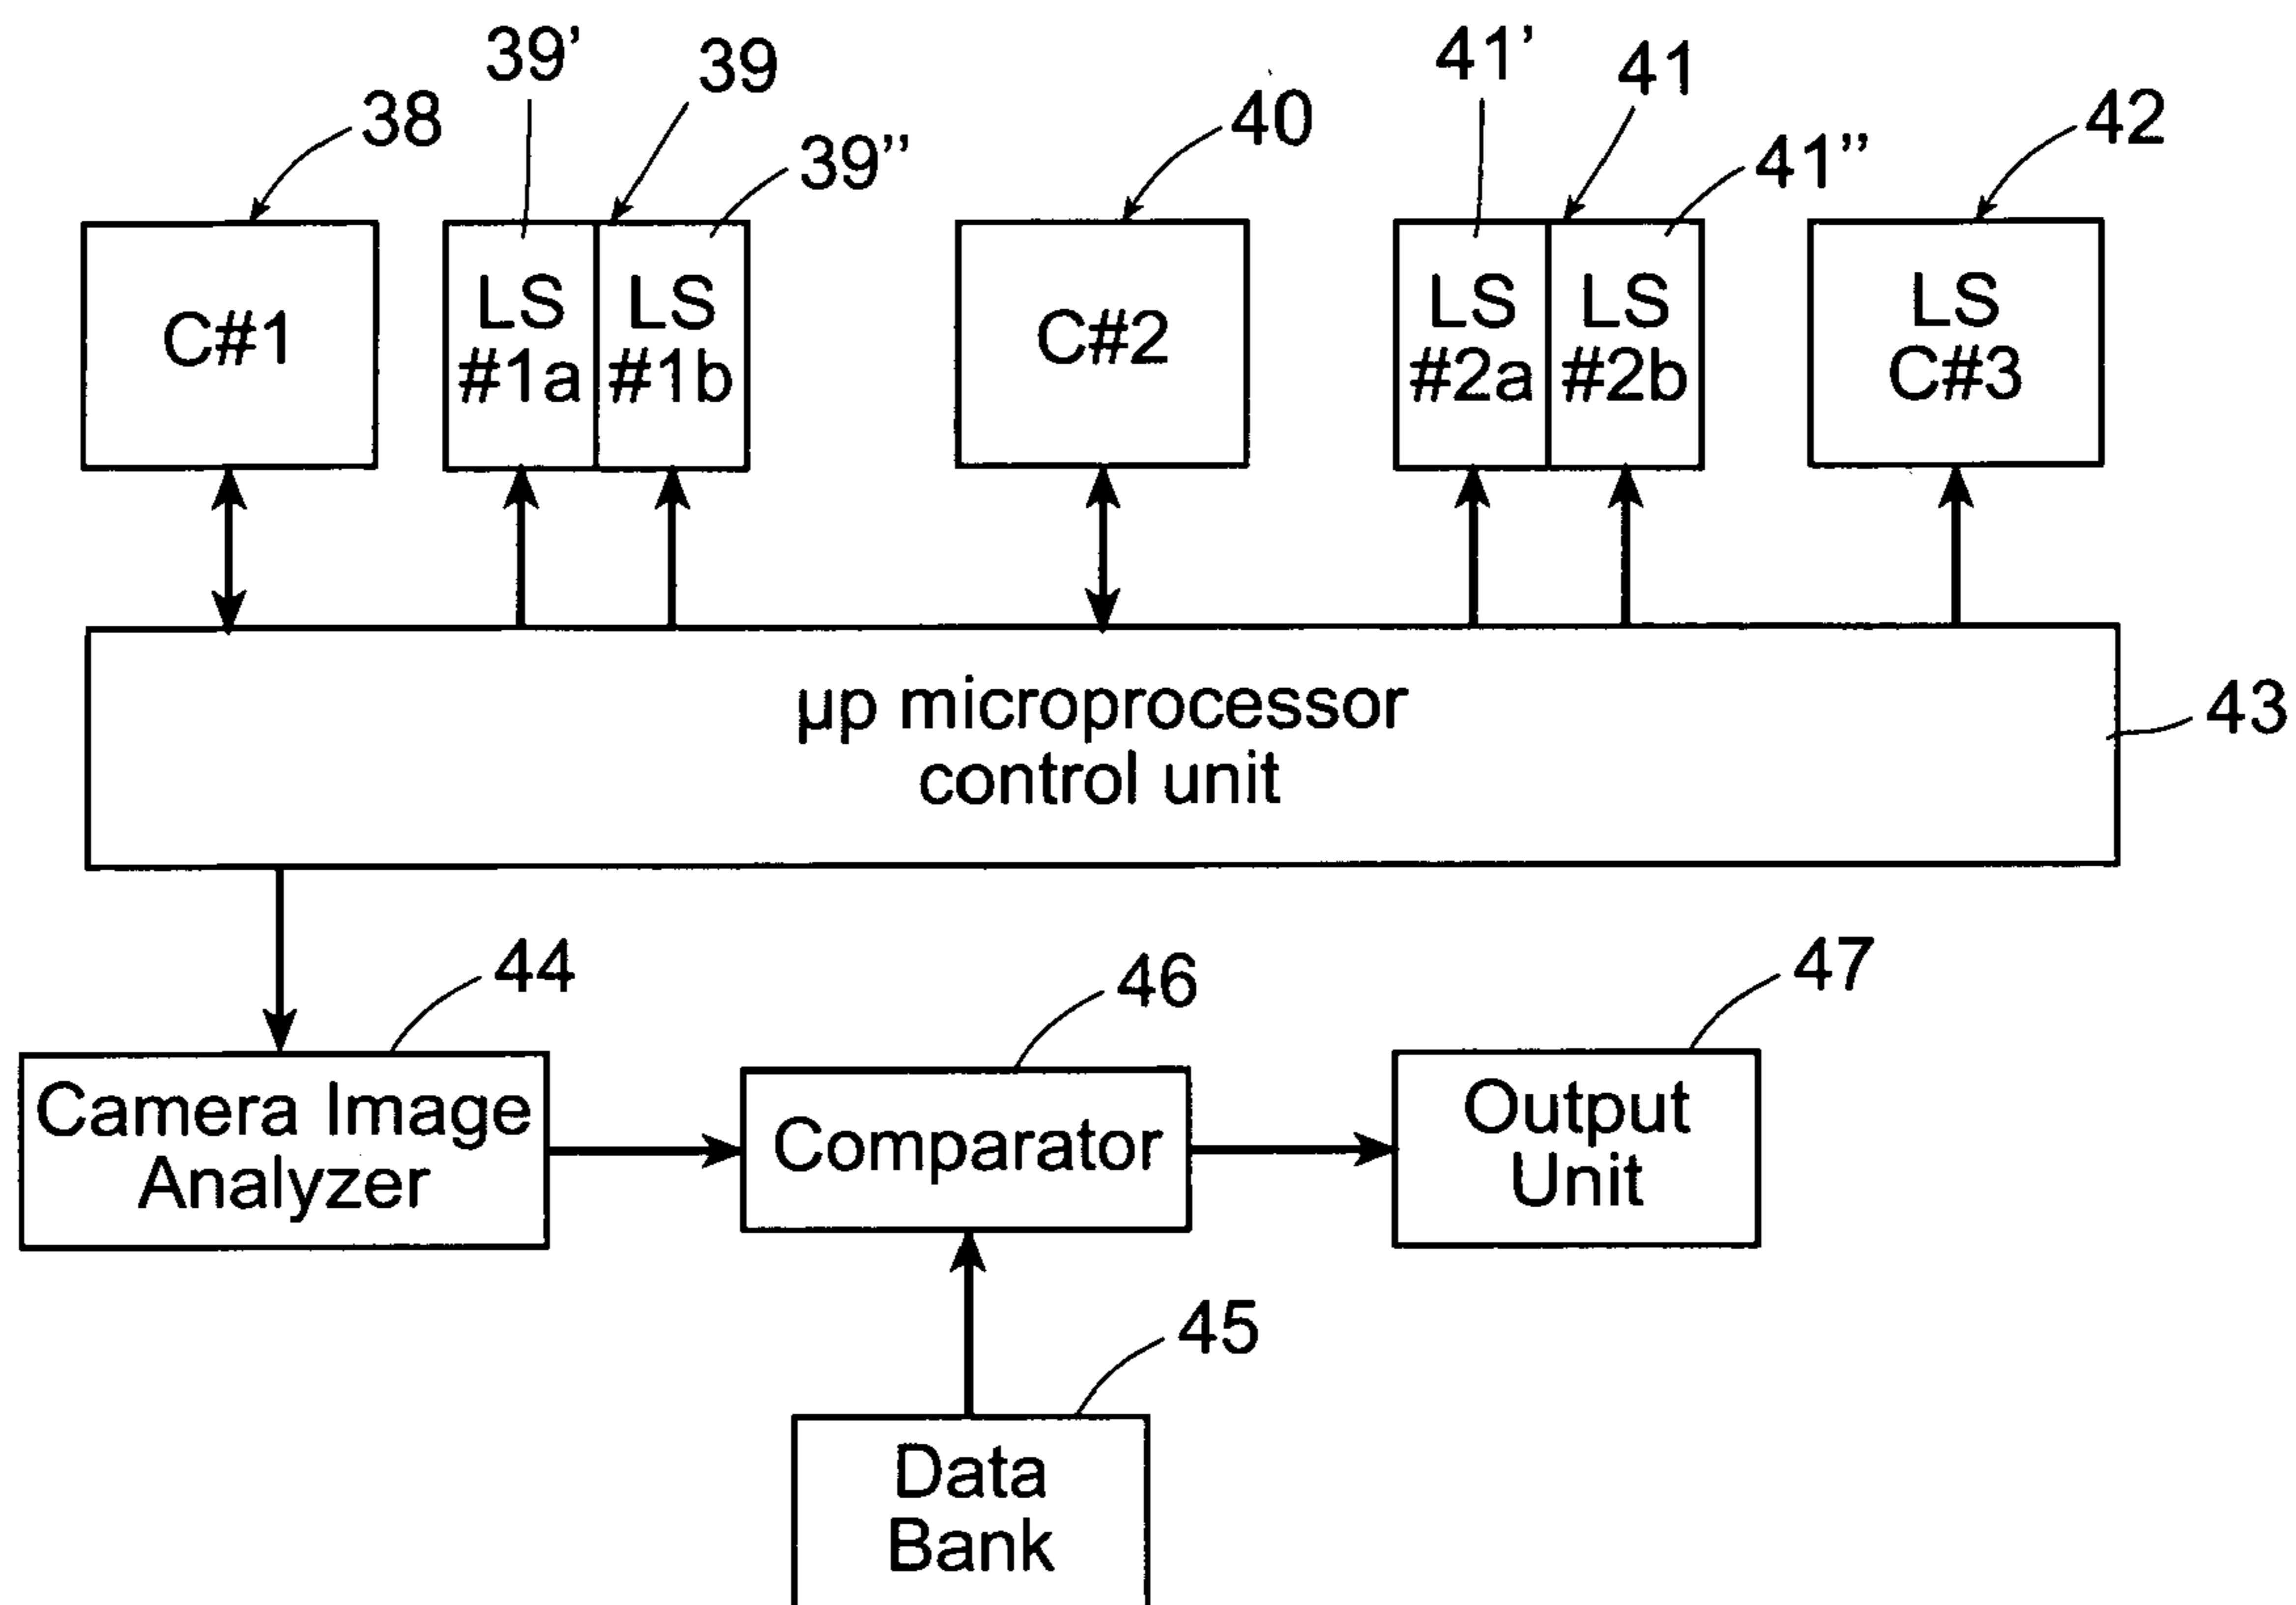 39'
39
41'
41
38
39"
40
41"
42
C#1
LS
#1a
LS
#1b
C#2
LS
#2a
LS
#2b
LS
C#3
µp microprocessor
control unit
43
44
46
47
Camera Image
Analyzer
Comparator
Output
Unit
45
Data
Bank